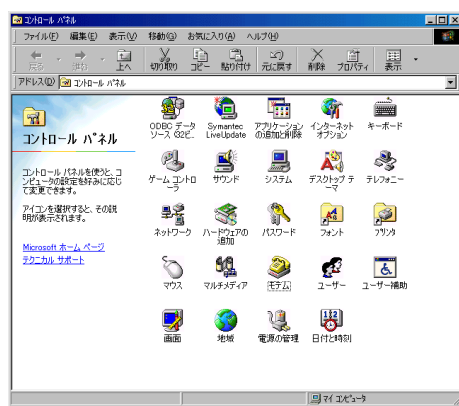 コントロール パネル
ファイル(F) 編集(E) 表示(V) 移動(G) お気に入り(A) ヘルプ(H)
戻る 進む 上へ 切り取り コピー 貼り付け 元に戻す 削除 プロパティ 表示
アドレス(D) コントロール パネル
コントロール パネル
コントロール パネルを使うと、コ
ンピュータの設定を好みに応じ
て変更できます。
アイコンを選択すると、その説
明が表示されます。
Microsoft ホーム ページ
テクニカル サポート
ODBC データ
ソース (32E...
Symantec
LiveUpdate
アプリケーション
の追加と削除
インターネット
オプション
キーボード
ゲーム コントロ
ーラ
サウンド
システム
デスクトップ テ
ーマ
テレフォニー
ネットワーク
ハードウェアの
追加
パスワード
フォント
プリンタ
マウス
マルチメディア
モデム
ユーザー
ユーザー補助
画面
地域
電源の管理
日付と時刻
マイ コンピュータ